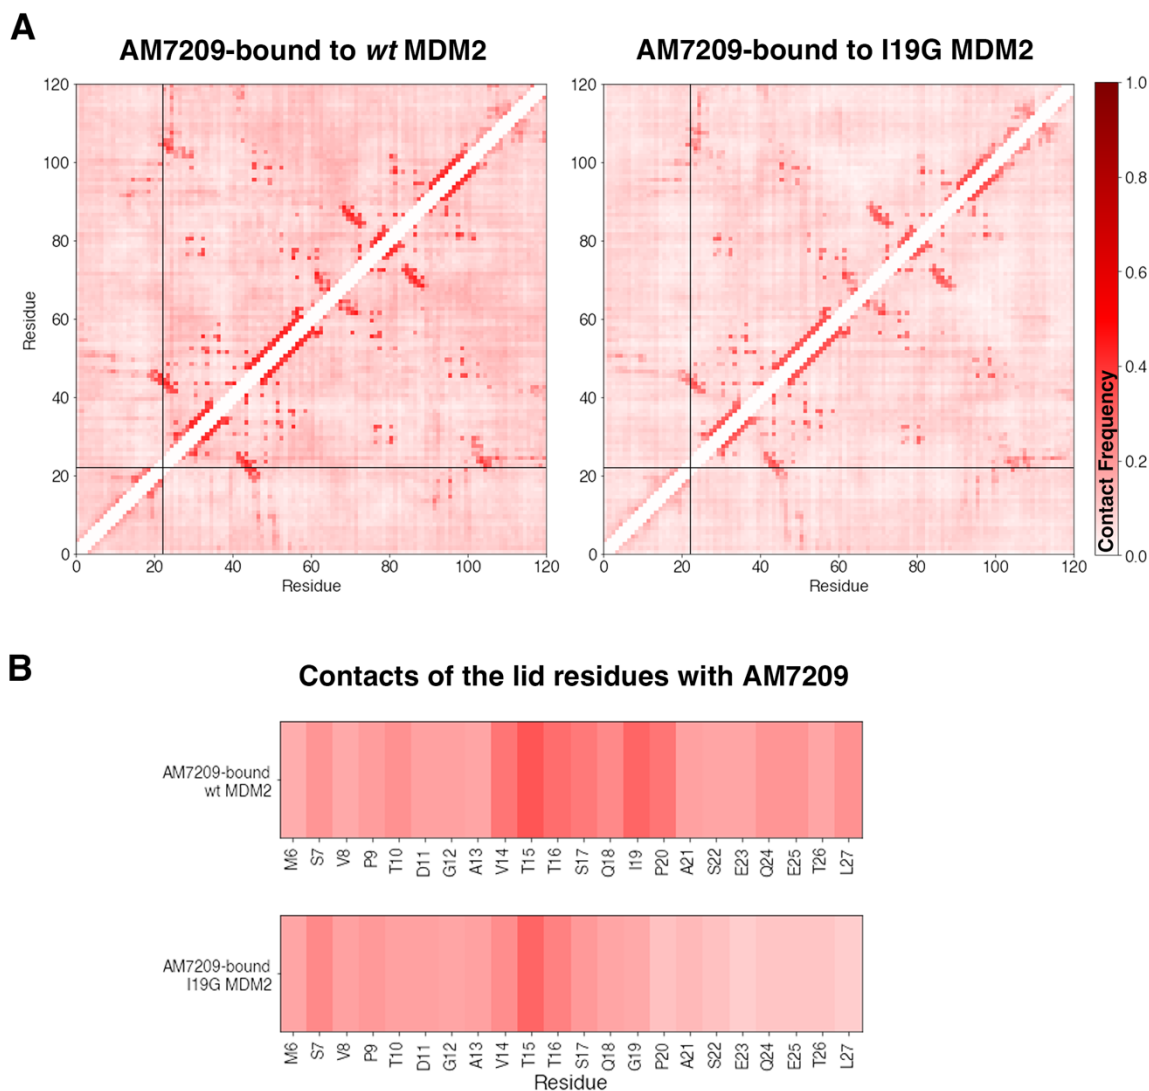 A
AM7209-bound to wt MDM2
AM7209-bound to I19G MDM2
120
100
80
60
40
20
0
Residue
0 20 40 60 80 100 120
Residue
120
100
80
60
40
20
0
0 20 40 60 80 100 120
Residue
1.0
0.8
0.6
0.4
0.2
0.0
Contact Frequency
B
Contacts of the lid residues with AM7209
AM7209-bound
wt MDM2
M6 S7 V8 P9 T10 D11 G12 A13 V14 T15 T16 S17 Q18 I19 P20 A21 S22 E23 Q24 E25 T26 L27
AM7209-bound
I19G MDM2
M6 S7 V8 P9 T10 D11 G12 A13 V14 T15 T16 S17 Q18 G19 P20 A21 S22 E23 Q24 E25 T26 L27
Residue